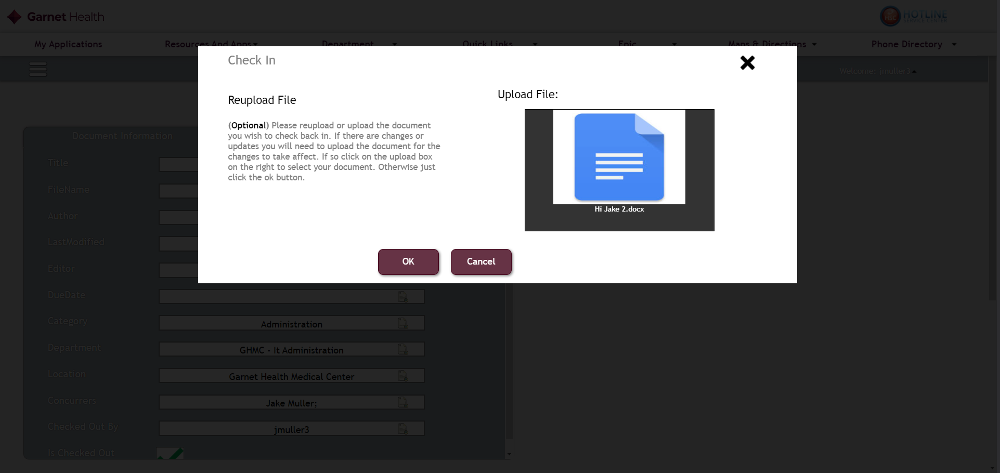 Garnet Health
HSC HOTLINE
SERVICE CENTER
My Applications
Resources And Apps
Department
Quick Links
Epic
Maps & Directions
Phone Directory
Welcome: jmuller3
Check In
Reupload File
(Optional) Please reupload or upload the document
you wish to check back in. If there are changes or
updates you will need to upload the document for the
changes to take affect. If so click on the upload box
on the right to select your document. Otherwise just
click the ok button.
Upload File:
Hi Jake 2.docx
OK
Cancel
Document Information
Title
FileName
Author
LastModified
Editor
DueDate
Category
Administration
Department
GHMC - It Administration
Location
Garnet Health Medical Center
Concurrers
Jake Muller;
Checked Out By
jmuller3
Is Checked Out